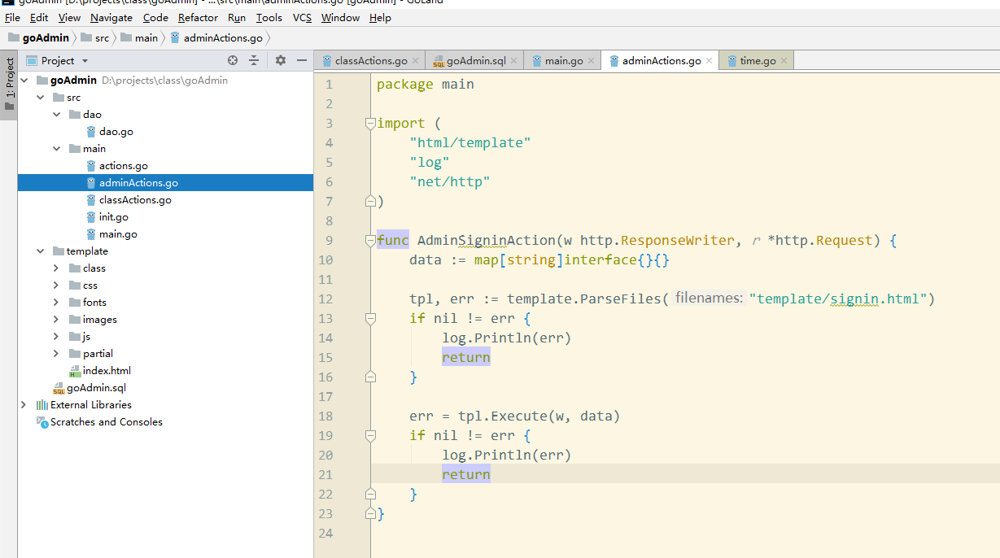 goAdmin [D:\projects\class\goAdmin] - ...\src\main\adminActions.go [goAdmin] - GoLand
File Edit View Navigate Code Refactor Run Tools VCS Window Help
goAdmin src main adminActions.go
1: Project
Project
classActions.go goAdmin.sql main.go adminActions.go time.go
goAdmin D:\projects\class\goAdmin
src
dao
dao.go
main
actions.go
adminActions.go
classActions.go
init.go
main.go
template
class
css
fonts
images
js
partial
index.html
goAdmin.sql
External Libraries
Scratches and Consoles
1 package main
2
3 import (
4 "html/template"
5 "log"
6 "net/http"
7 )
8
9 func AdminSigninAction(w http.ResponseWriter, r *http.Request) {
10 data := map[string]interface{}{}
11
12 tpl, err := template.ParseFiles( filenames: "template/signin.html")
13 if nil != err {
14 log.Println(err)
15 return
16 }
17
18 err = tpl.Execute(w, data)
19 if nil != err {
20 log.Println(err)
21 return
22 }
23 }
24